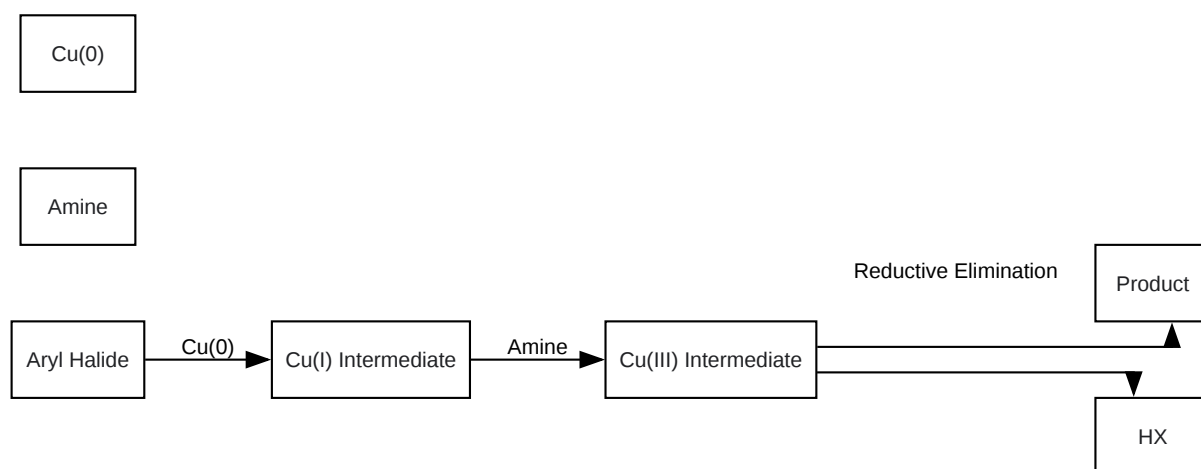 Cu(0)
Amine
Reductive Elimination
Product
Aryl Halide
Cu(0)
Cu(I) Intermediate
Amine
Cu(III) Intermediate
HX